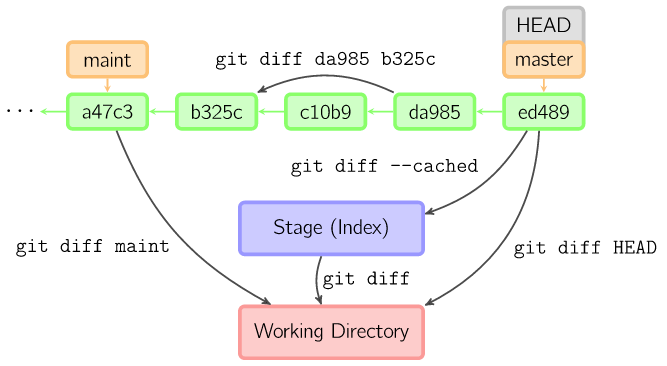 HEAD
maint
master
git diff da985 b325c
...
a47c3
b325c
c10b9
da985
ed489
git diff --cached
Stage (Index)
git diff maint
git diff HEAD
git diff
Working Directory